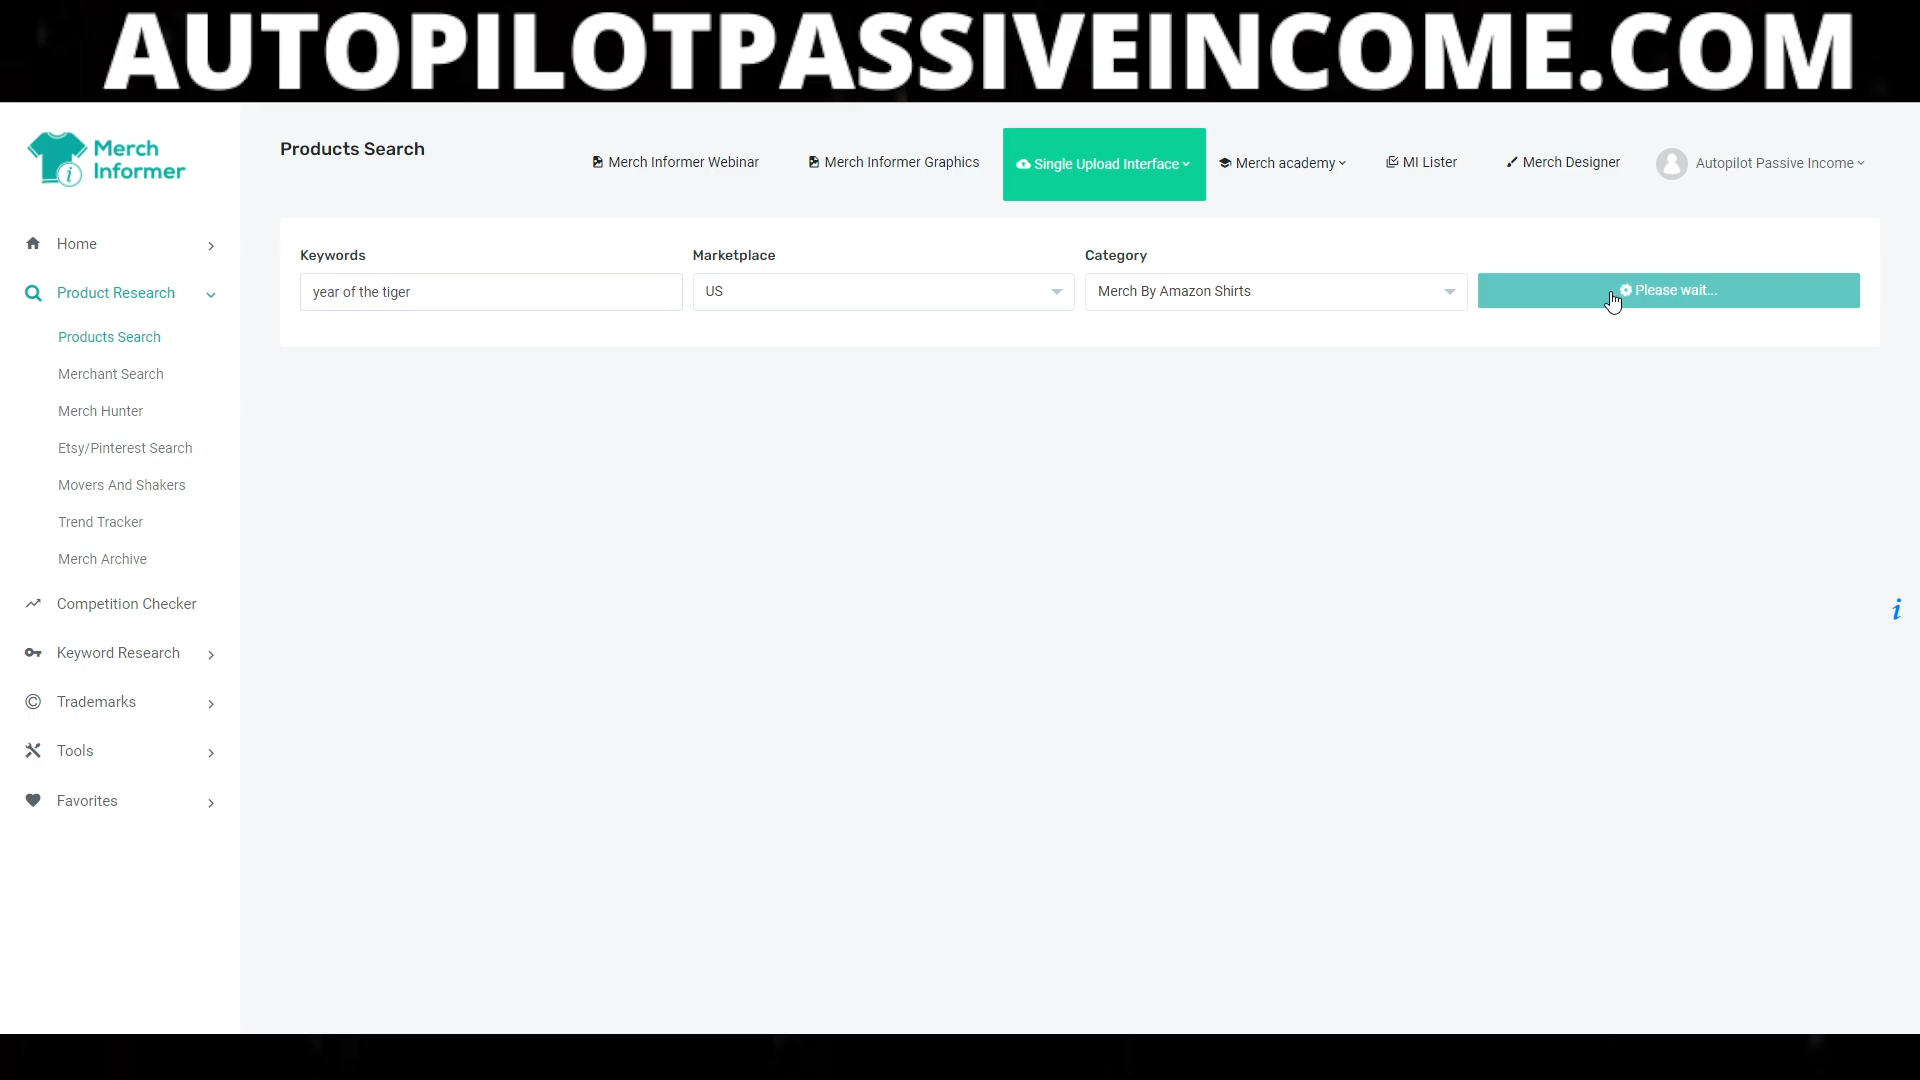 AUTOPILOTPASSIVEINCOME.COM
Merch
Informer
Products Search
Merch Informer Webinar
Merch Informer Graphics
Single Upload Interface
Merch academy
MI Lister
Merch Designer
Autopilot Passive Income
Home
Product Research
Products Search
Merchant Search
Merch Hunter
Etsy/Pinterest Search
Movers And Shakers
Trend Tracker
Merch Archive
Competition Checker
Keyword Research
Trademarks
Tools
Favorites
Keywords
Marketplace
Category
year of the tiger
US
Merch By Amazon Shirts
Please wait...
i